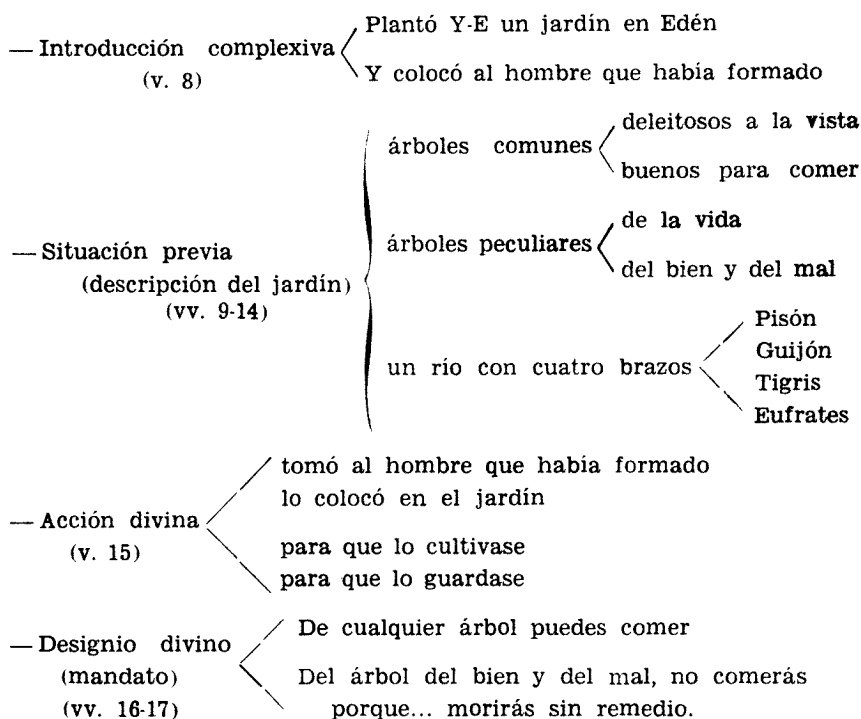 — Introducción complexiva
(v. 8)
Plantó Y-E un jardín en Edén
Y colocó al hombre que había formado
— Situación previa
(descripción del jardín)
(vv. 9-14)
árboles comunes
deleitosos a la vista
buenos para comer
árboles peculiares
de la vida
del bien y del mal
un río con cuatro brazos
Pisón
Guijón
Tigris
Eufrates
— Acción divina
(v. 15)
tomó al hombre que había formado
lo colocó en el jardín
para que lo cultivase
para que lo guardase
— Designio divino
(mandato)
(vv. 16-17)
De cualquier árbol puedes comer
Del árbol del bien y del mal, no comerás
porque... morirás sin remedio.